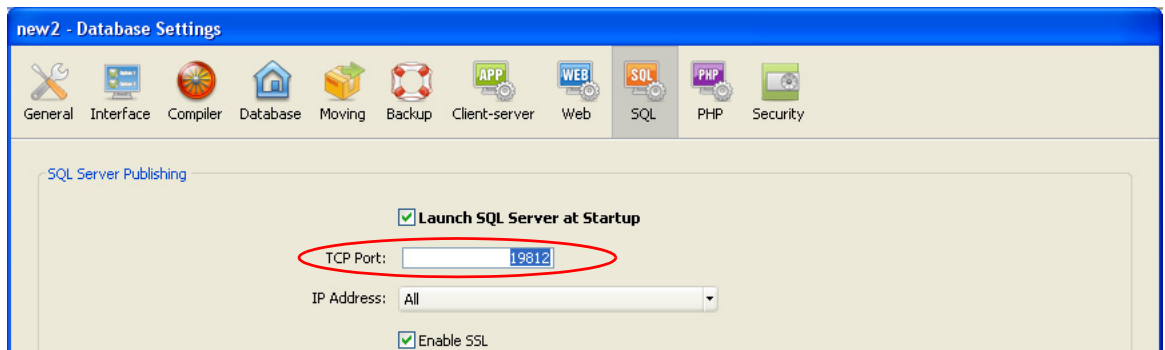 new2 - Database Settings
APP WEB SQL PHP
General Interface Compiler Database Moving Backup Client-server Web SQL PHP Security
SQL Server Publishing
Launch SQL Server at Startup
TCP Port: 19812
IP Address: All
Enable SSL